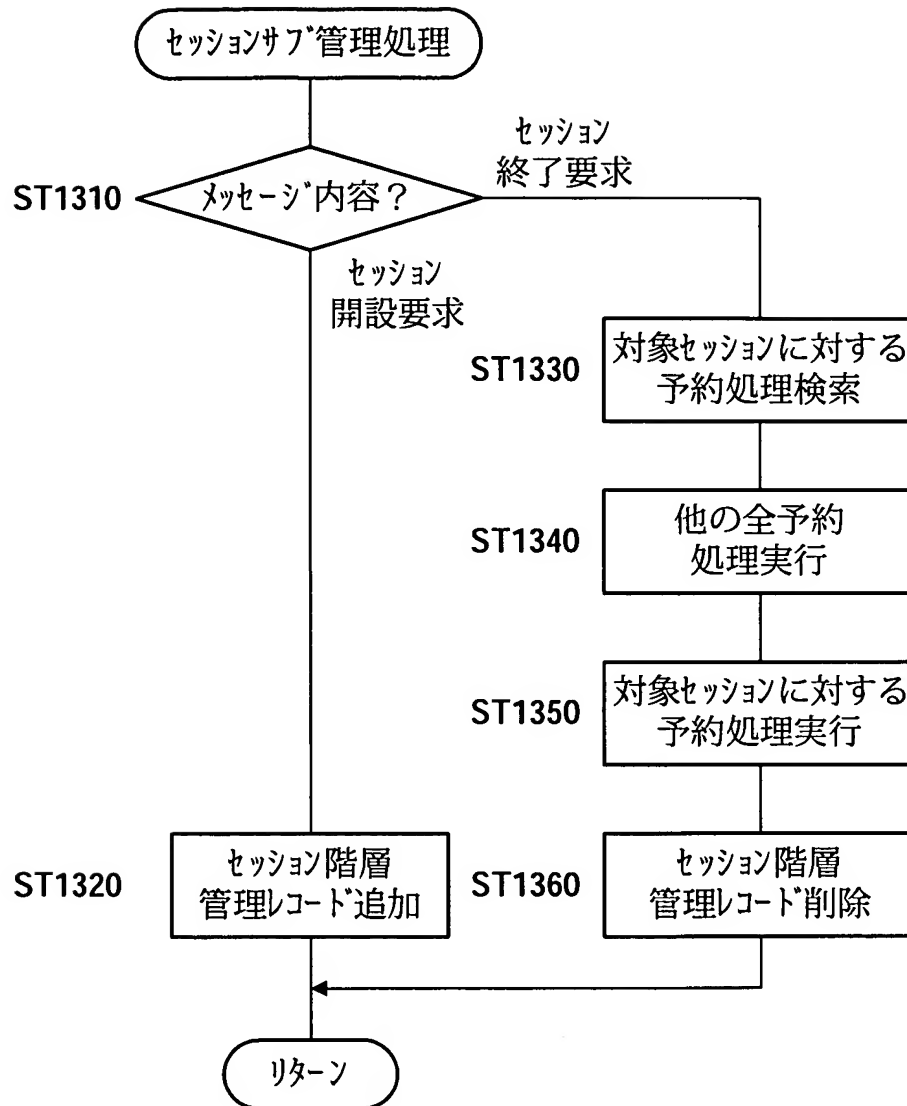 ｾｯｼｮﾝｻﾌﾞ管理処理
ST1310
ﾒｯｾｰｼﾞ内容？
ｾｯｼｮﾝ
終了要求
ｾｯｼｮﾝ
開設要求
ST1330
対象ｾｯｼｮﾝに対する
予約処理検索
ST1340
他の全予約
処理実行
ST1350
対象ｾｯｼｮﾝに対する
予約処理実行
ST1320
ｾｯｼｮﾝ階層
管理ﾚｺｰﾄﾞ追加
ST1360
ｾｯｼｮﾝ階層
管理ﾚｺｰﾄﾞ削除
ﾘﾀｰﾝ